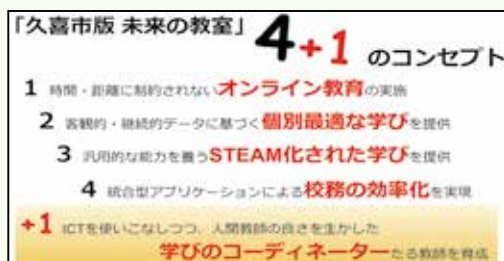 「久喜市版 未来の教室」4+1のコンセプト
1 時間・距離に制約されないオンライン教育の実施
2 客観的・継続的データに基づく個別最適な学びを提供
3 汎用的な能力を養うSTEAM化された学びを提供
4 統合型アプリケーションによる校務の効率化を実現
+1 ICTを使いこなしつつ、人間教師の良さを生かした
学びのコーディネーターたる教師を育成